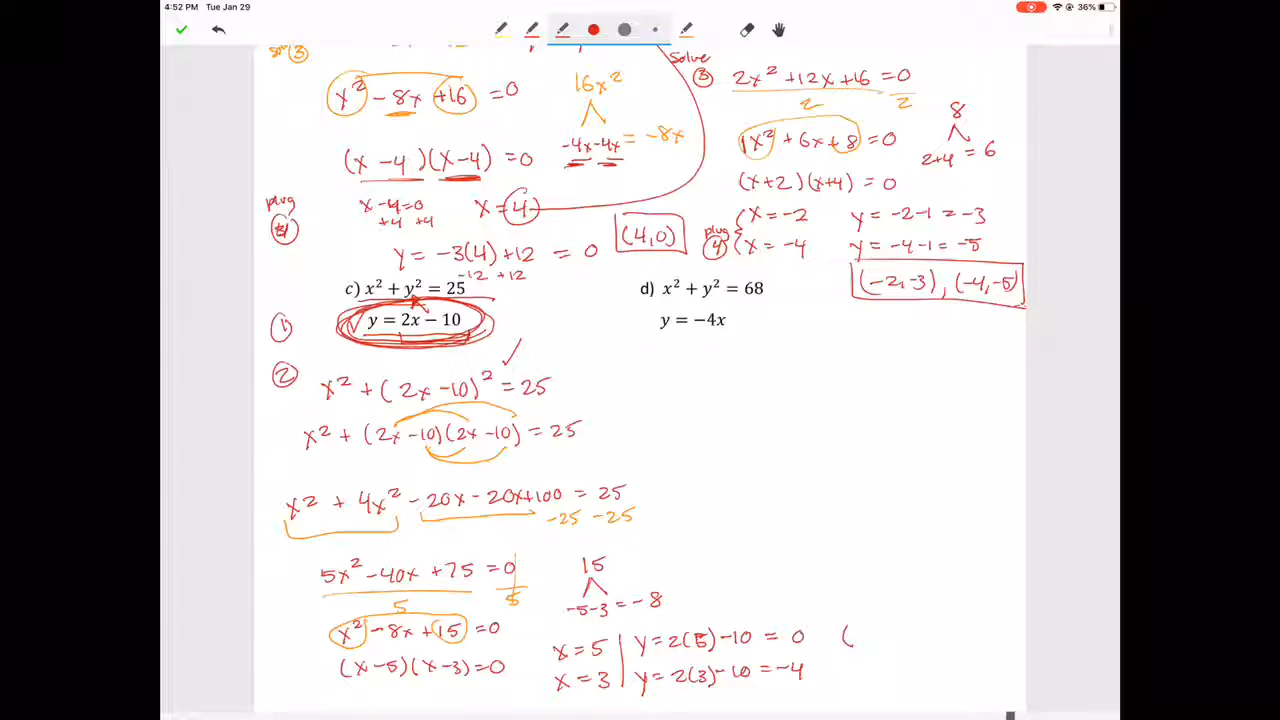 4:52 PM Tue Jan 29
36%
③
x² - 8x + 16 = 0
16x²
-4x -4x = -8x
(x - 4)(x - 4) = 0
plug
④
x - 4 = 0
+4 +4
x = 4
y = -3(4) + 12 = 0
-12 + 12
(4,0)
solve
③
2x² + 12x + 16 = 0
2 2
1x² + 6x + 8 = 0
8
2+4 = 6
(x+2)(x+4) = 0
plug
④
x = -2 y = -2-1 = -3
x = -4 y = -4-1 = -5
(-2,-3), (-4,-5)
c) x² + y² = 25
① y = 2x − 10
d) x² + y² = 68
y = −4x
② x² + (2x - 10)² = 25
x² + (2x - 10)(2x - 10) = 25
x² + 4x² - 20x - 20x + 100 = 25
-25 -25
5x² - 40x + 75 = 0
5 5
15
-5 -3 = -8
x² - 8x + 15 = 0
(x - 5)(x - 3) = 0
x = 5 | y = 2(5) - 10 = 0 (
x = 3 | y = 2(3) - 10 = -4